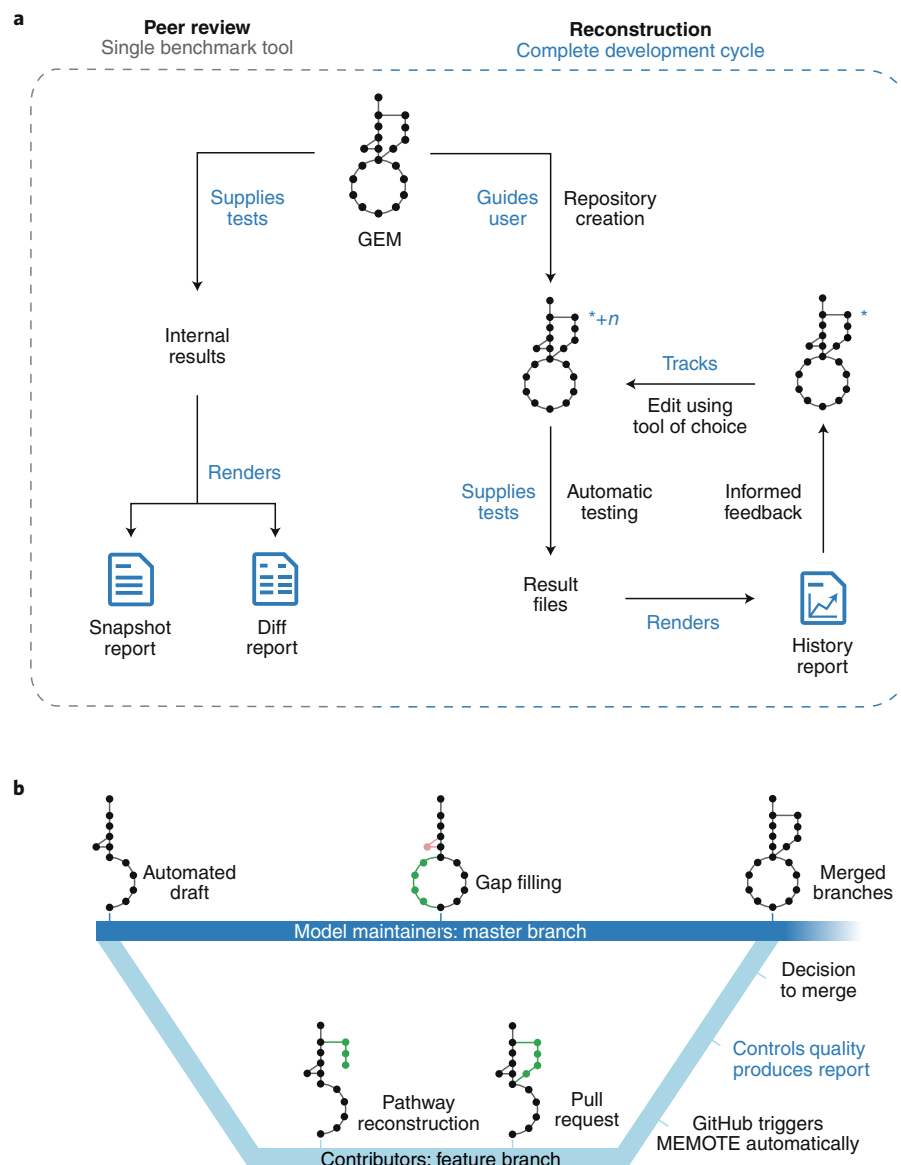 a
Peer review
Single benchmark tool
Reconstruction
Complete development cycle
Supplies
tests
GEM
Guides
user
Repository
creation
Internal
results
*+n
*
Tracks
Edit using
tool of choice
Renders
Supplies
tests
Automatic
testing
Informed
feedback
Snapshot
report
Diff
report
Result
files
Renders
History
report
b
Automated
draft
Gap filling
Merged
branches
Model maintainers: master branch
Decision
to merge
Controls quality
produces report
Pathway
reconstruction
Pull
request
GitHub triggers
MEMOTE automatically
Contributors: feature branch